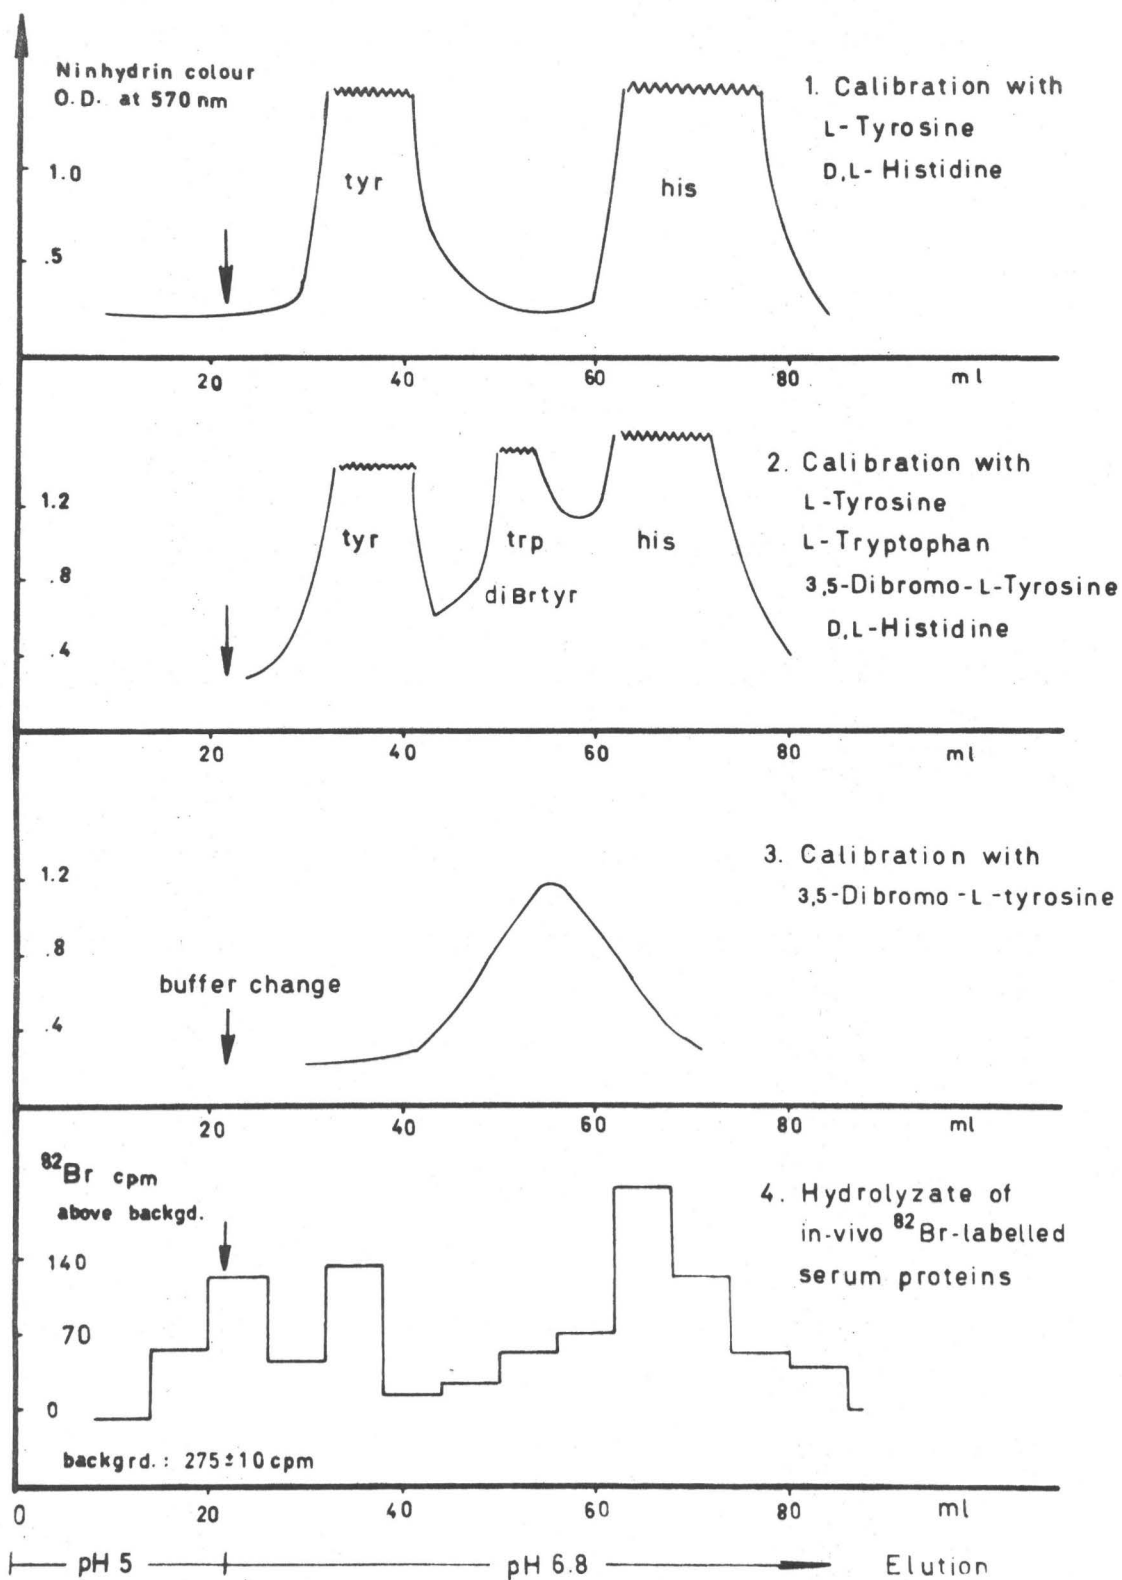 Ninhydrin colour
O.D. at 570 nm
1.0
.5
tyr
his
1. Calibration with
L-Tyrosine
D,L-Histidine
20 40 60 80 ml
1.2
.8
.4
tyr
trp
diBrtyr
his
2. Calibration with
L-Tyrosine
L-Tryptophan
3,5-Dibromo-L-Tyrosine
D,L-Histidine
20 40 60 80 ml
1.2
.8
.4
buffer change
3. Calibration with
3,5-Dibromo-L-tyrosine
20 40 60 80 ml
⁸²Br cpm
above backgd.
140
70
0
4. Hydrolyzate of
in-vivo ⁸²Br-labelled
serum proteins
backgrd.: 275±10 cpm
0 20 40 60 80 ml
pH 5 pH 6.8 Elution